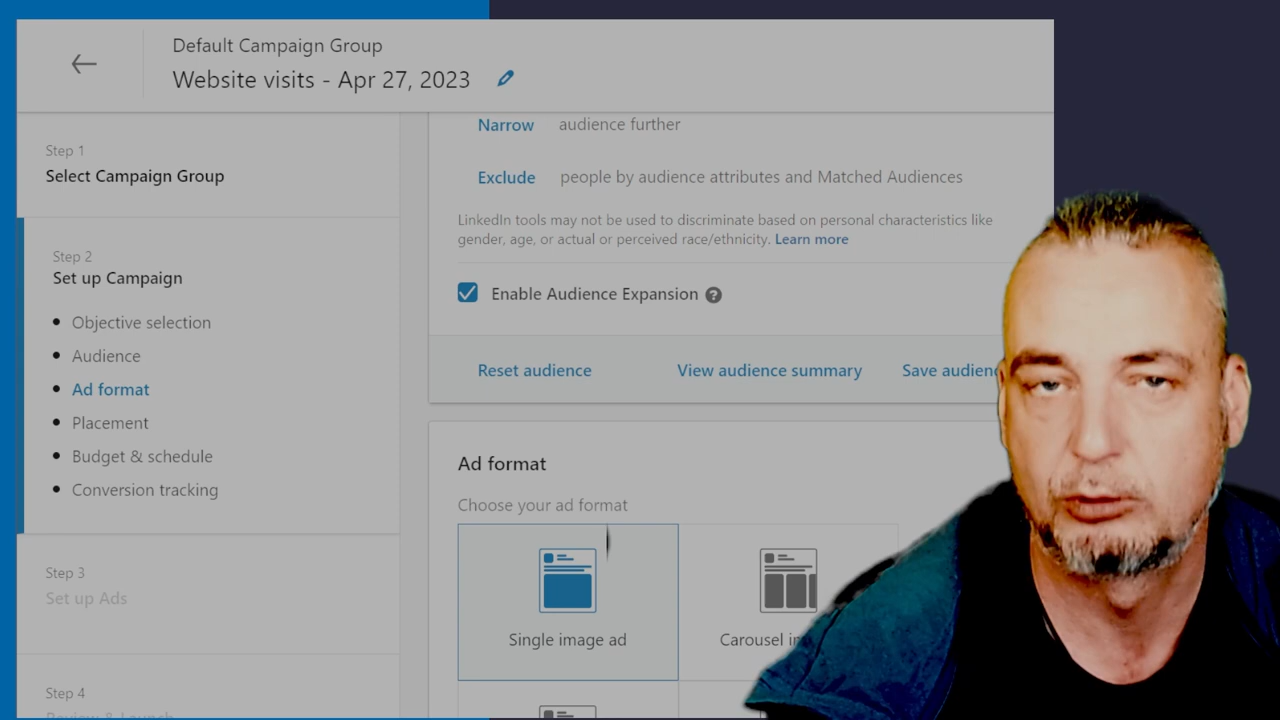 Default Campaign Group
Website visits - Apr 27, 2023
Step 1
Select Campaign Group
Step 2
Set up Campaign
Objective selection
Audience
Ad format
Placement
Budget & schedule
Conversion tracking
Step 3
Set up Ads
Step 4
Review & Launch
Narrow audience further
Exclude people by audience attributes and Matched Audiences
LinkedIn tools may not be used to discriminate based on personal characteristics like
gender, age, or actual or perceived race/ethnicity. Learn more
Enable Audience Expansion
Reset audience View audience summary Save
Ad format
Choose your ad format
Single image ad
Carousel